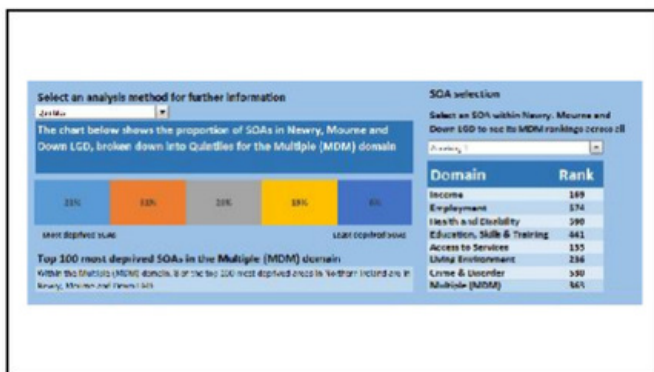 Select an analysis method for further information
Quintiles
The chart below shows the proportion of SOAs in Newry, Mourne and
Down LGD, broken down into Quintiles for the Multiple (MDM) domain
19%
Most deprived SOAs
Least deprived SOAs
Top 100 most deprived SOAs in the Multiple (MDM) domain
Within the Multiple (MDM) domain, 8 of the top 100 most deprived areas in Northern Ireland are in
Newry, Mourne and Down LGD.
SOA selection
Select an SOA within Newry, Mourne and
Down LGD to see its MDM rankings across all
Domain Rank
Income 169
Employment 574
Health and Disability 590
Education, Skills & Training 441
Access to Services
Living Environment
Crime & Disorder
Multiple (MDM)